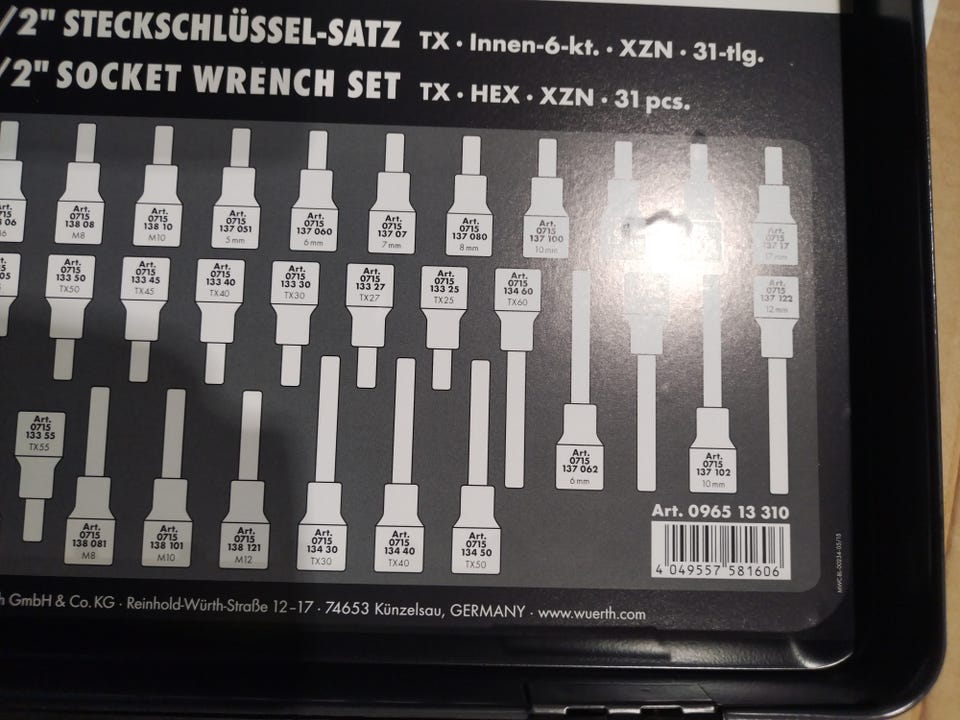 /2" STECKSCHLÜSSEL-SATZ TX · Innen-6-kt. · XZN · 31-tlg.
/2" SOCKET WRENCH SET TX · HEX · XZN · 31 pcs.
Art.
0715
138 08
M8
Art.
0715
138 10
M10
Art.
0715
137 051
5 mm
Art.
0715
137 060
6 mm
Art.
0715
137 07
7 mm
Art.
0715
137 080
8 mm
Art.
0715
137 100
10 mm
Art.
0715
137 17
17 mm
Art.
0715
133 50
TX50
Art.
0715
133 45
TX45
Art.
0715
133 40
TX40
Art.
0715
133 30
TX30
Art.
0715
133 27
TX27
Art.
0715
133 25
TX25
Art.
0715
134 60
TX60
Art.
0715
137 122
12 mm
Art.
0715
133 55
TX55
Art.
0715
138 081
M8
Art.
0715
138 101
M10
Art.
0715
138 121
M12
Art.
0715
134 30
TX30
Art.
0715
134 40
TX40
Art.
0715
134 50
TX50
Art.
0715
137 062
6 mm
Art.
0715
137 102
10 mm
Art. 0965 13 310
4 049557 581606
h GmbH & Co. KG · Reinhold-Würth-Straße 12–17 · 74653 Künzelsau, GERMANY · www.wuerth.com